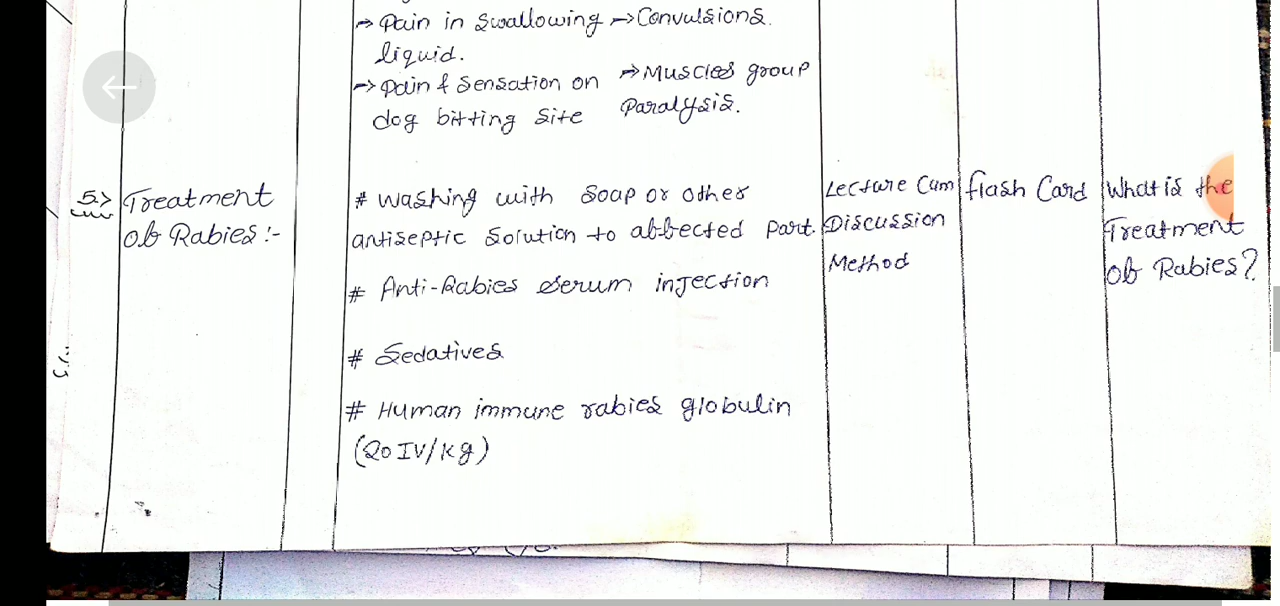 → Pain in swallowing → Convulsions.
liquid.
→ Pain & Sensation on → Muscles group
dog bitting site paralysis.
5.> Treatment
ob Rabies :-
# washing with soap or other
antiseptic solution to abbected part.
# Anti-Rabies serum injection
# Sedatives
# Human immune rabies globulin
(20 IV/kg)
Lecture Cum
Discussion
Method
flash Card
What is the
Treatment
ob Rabies?